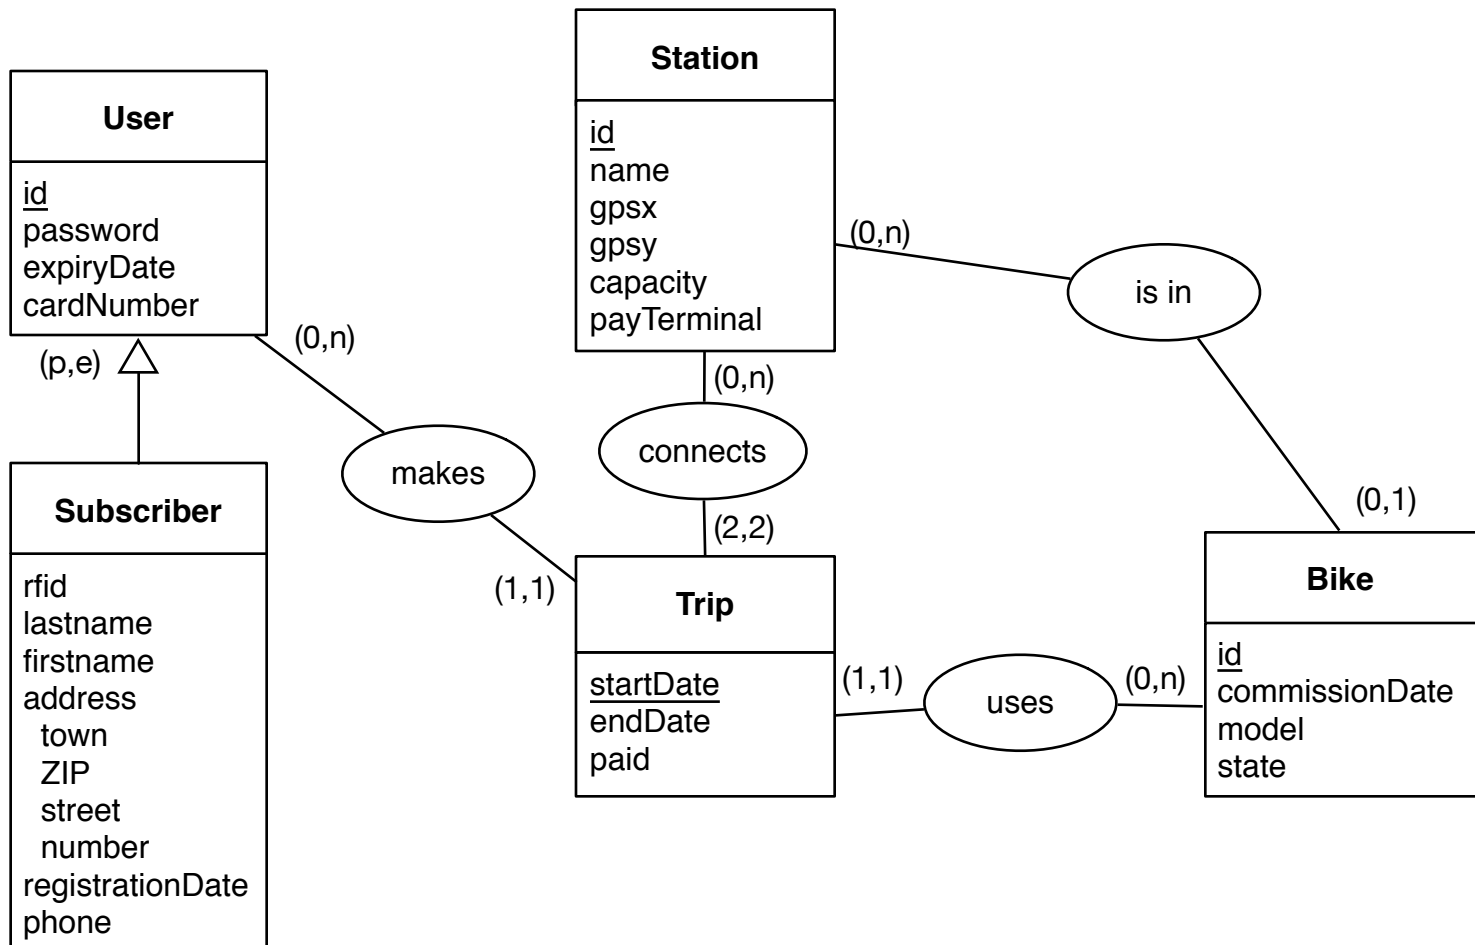 User
id
password
expiryDate
cardNumber
(p,e)
(0,n)
makes
(1,1)
Subscriber
rfid
lastname
firstname
address
town
ZIP
street
number
registrationDate
phone
Station
id
name
gpsx
gpsy
capacity
payTerminal
(0,n)
connects
(2,2)
(0,n)
is in
(0,1)
Trip
startDate
endDate
paid
(1,1)
uses
(0,n)
Bike
id
commissionDate
model
state